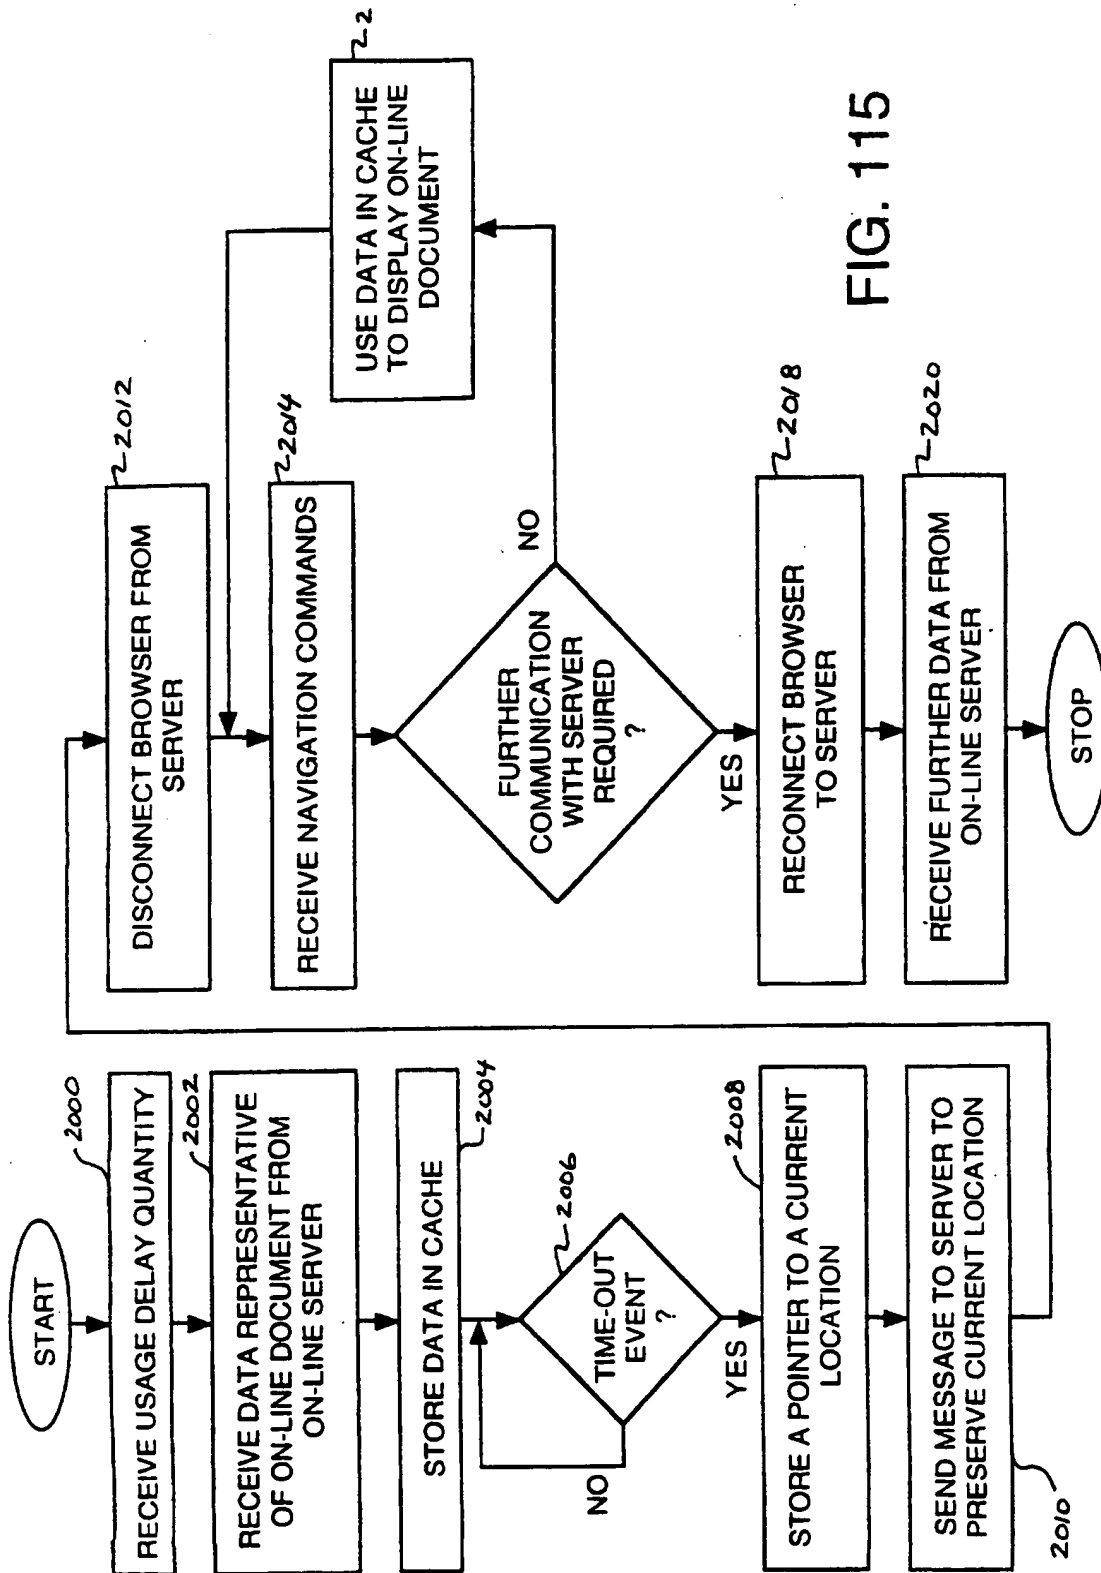 START
2000
RECEIVE USAGE DELAY QUANTITY
2002
RECEIVE DATA REPRESENTATIVE
OF ON-LINE DOCUMENT FROM
ON-LINE SERVER
2004
STORE DATA IN CACHE
2006
TIME-OUT
EVENT
?
NO
YES
2008
STORE A POINTER TO A CURRENT
LOCATION
SEND MESSAGE TO SERVER TO
PRESERVE CURRENT LOCATION
2010
2012
DISCONNECT BROWSER FROM
SERVER
2014
RECEIVE NAVIGATION COMMANDS
FURTHER
COMMUNICATION
WITH SERVER
REQUIRED
?
NO
22
USE DATA IN CACHE
TO DISPLAY ON-LINE
DOCUMENT
YES
2018
RECONNECT BROWSER
TO SERVER
2020
RECEIVE FURTHER DATA FROM
ON-LINE SERVER
STOP
FIG. 115